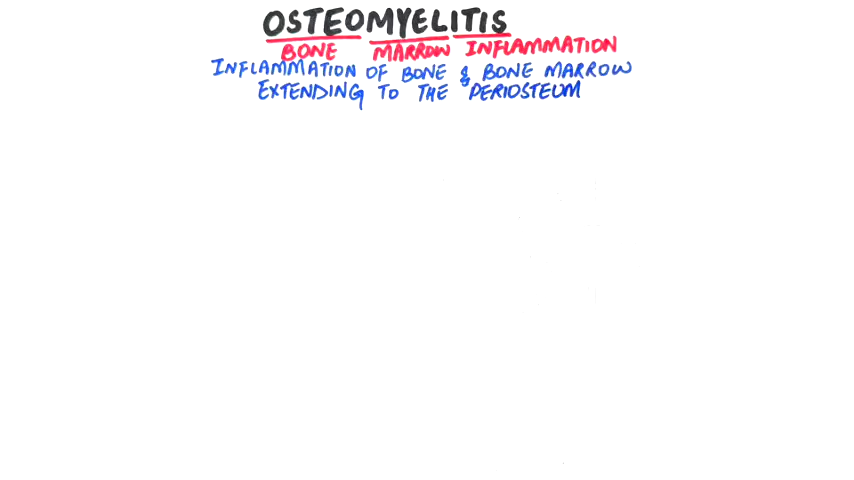 OSTEOMYELITIS
BONE MARROW INFLAMMATION
INFLAMMATION OF BONE & BONE MARROW
EXTENDING TO THE PERIOSTEUM